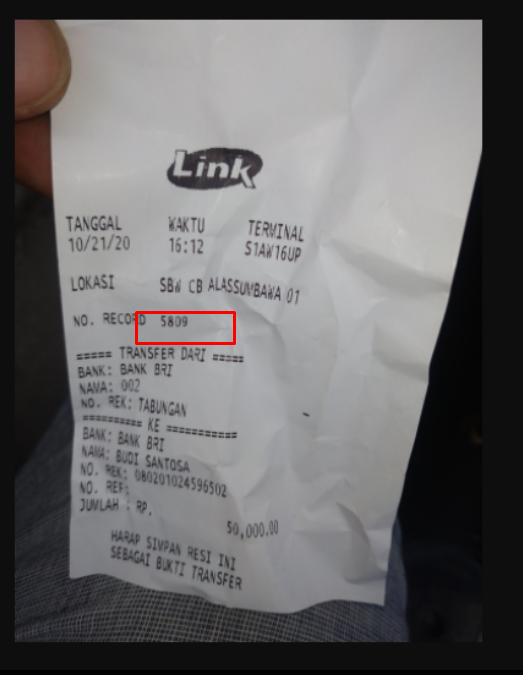 Link
TANGGAL WAKTU TERMINAL
10/21/20 16:12 S1AW16UP
LOKASI SBW CB ALASSUMBAWA 01
NO. RECORD 5809
===== TRANSFER DARI =====
BANK: BANK BRI
NAMA: 002
NO. REK: TABUNGAN
========== KE ===========
BANK: BANK BRI
NAMA: BUDI SANTOSA
NO. REK: 080201024596502
NO. REF:
JUMLAH : RP.
50,000.00
HARAP SIMPAN RESI INI
SEBAGAI BUKTI TRANSFER